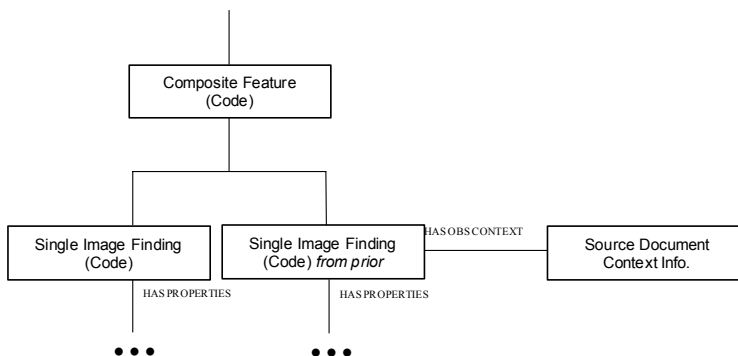 Composite Feature
(Code)
Single Image Finding
(Code)
Single Image Finding
(Code) from prior
HAS OBS CONTEXT
Source Document
Context Info.
HAS PROPERTIES
HAS PROPERTIES
•••
•••